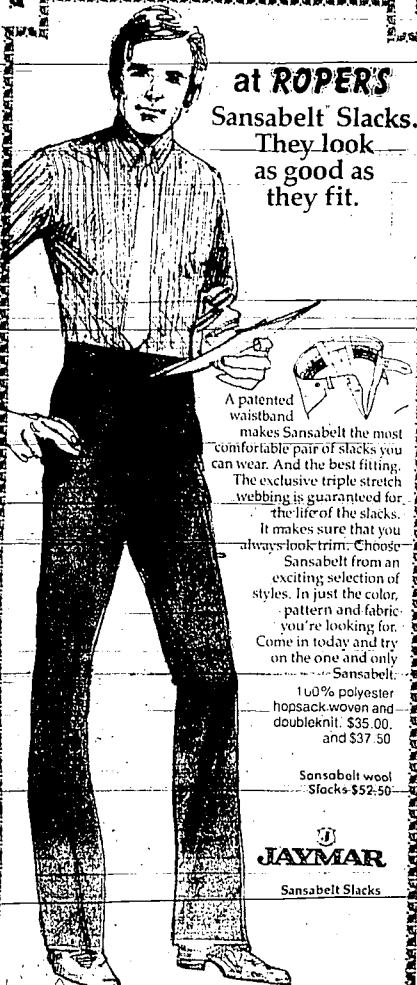 at ROPER'S
Sansabelt™ Slacks.
They look
as good as
they fit.
A patented
waistband
makes Sansabelt the most
comfortable pair of slacks you
can wear. And the best fitting.
The exclusive triple stretch
webbing is guaranteed for
the life of the slacks.
It makes sure that you
always look trim. Choose
Sansabelt from an
exciting selection of
styles. In just the color,
pattern and fabric
you're looking for.
Come in today and try
on the one and only
Sansabelt.
100% polyester
hopsack woven and
doubleknit. $35.00.
and $37.50
Sansabelt wool
Slacks $52.50
J
JAYMAR
Sansabelt Slacks